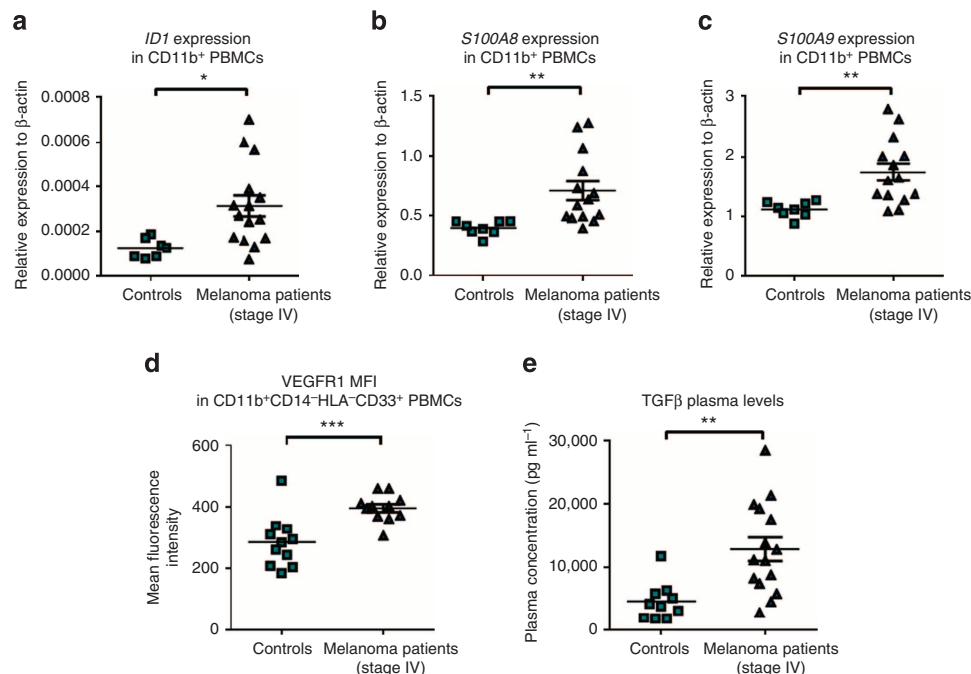 a
ID1 expression
in CD11b⁺ PBMCs
*
Relative expression to β-actin
0.0008
0.0006
0.0004
0.0002
0.0000
Controls
Melanoma patients
(stage IV)
b
S100A8 expression
in CD11b⁺ PBMCs
**
Relative expression to β-actin
1.5
1.0
0.5
0.0
Controls
Melanoma patients
(stage IV)
c
S100A9 expression
in CD11b⁺ PBMCs
**
Relative expression to β-actin
3
2
1
0
Controls
Melanoma patients
(stage IV)
d
VEGFR1 MFI
in CD11b⁺CD14⁻HLA⁻CD33⁺ PBMCs
***
Mean fluorescence
intensity
600
400
200
0
Controls
Melanoma patients
(stage IV)
e
TGFβ plasma levels
**
Plasma concentration (pg ml⁻¹)
30,000
20,000
10,000
0
Controls
Melanoma patients
(stage IV)